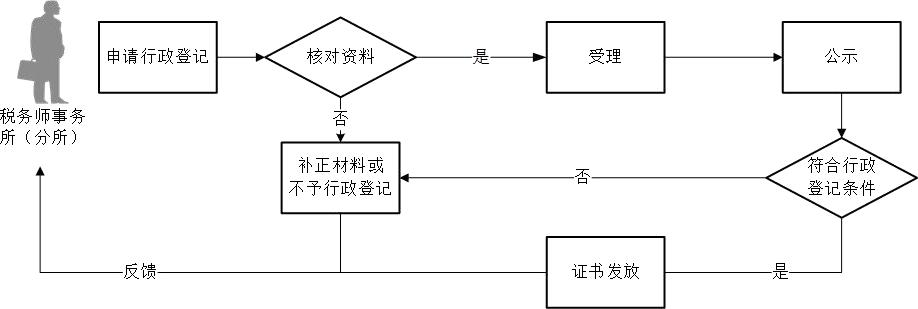 申请行政登记
核对资料
是
受理
公示
税务师事务
所（分所）
否
补正材料或
不予行政登记
否
符合行政
登记条件
反馈
证书发放
是